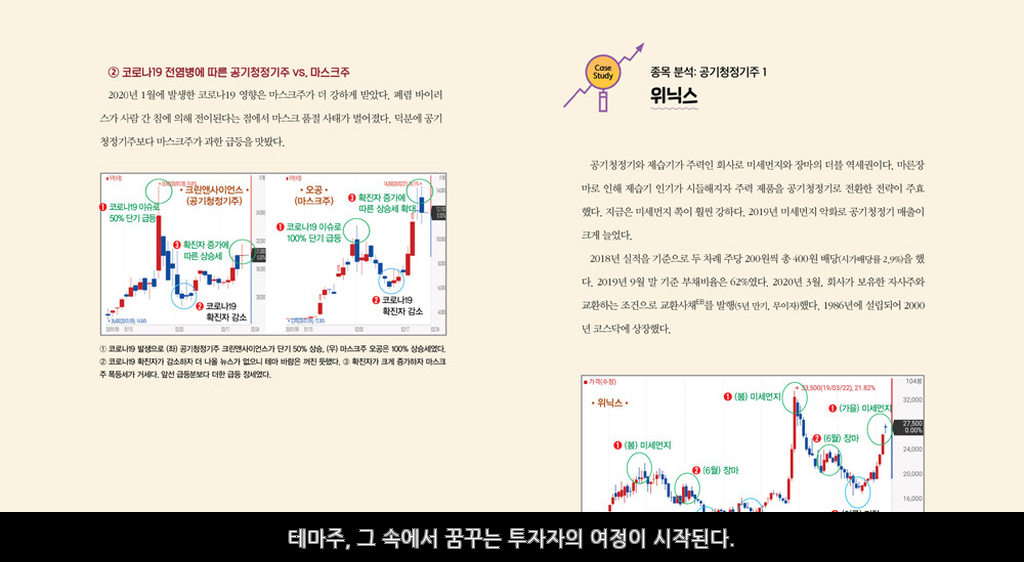 ② 코로나19 전염병에 따른 공기청정기주 vs. 마스크주
2020년 1월에 발생한 코로나19 영향은 마스크주가 더 강하게 받았다. 폐렴 바이러
스가 사람 간 침에 의해 전이된다는 점에서 마스크 품절 사태가 벌어졌다. 덕분에 공기
청정기주보다 마스크주가 과한 급등을 맛봤다.
• 크린앤사이언스
(공기청정기주)
❶ 코로나19 이슈로
50% 단기 급등
❸ 확진자 증가에
따른 상승세
❷ 코로나19
확진자 감소
• 오공 •
(마스크주)
❸ 확진자 증가에
따른 상승세 확대
❶ 코로나19 이슈로
100% 단기 급등
❷ 코로나19
확진자 감소
① 코로나19 발생으로 (좌) 공기청정기주 크린앤사이언스가 단기 50% 상승, (우) 마스크주 오공은 100% 상승세였다.
② 코로나19 확진자가 감소하자 더 나올 뉴스가 없으니 테마 바람은 꺼진 듯했다. ③ 확진자가 크게 증가하자 마스크
주 폭등세가 거세다. 앞선 급등분보다 더한 급등 장세였다.
Case
Study
종목 분석: 공기청정기주 1
위닉스
공기청정기와 제습기가 주력인 회사로 미세먼지와 장마의 더블 역세권이다. 마른장
마로 인해 제습기 인기가 시들해지자 주력 제품을 공기청정기로 전환한 전략이 주효
했다. 지금은 미세먼지 쪽이 훨씬 강하다. 2019년 미세먼지 악화로 공기청정기 매출이
크게 늘었다.
2018년 실적을 기준으로 두 차례 주당 200원씩 총 400원 배당(시가배당률 2.9%)을 했
다. 2019년 9월 말 기준 부채비율은 62%였다. 2020년 3월, 회사가 보유한 자사주와
교환하는 조건으로 교환사채EB를 발행(5년 만기, 무이자)했다. 1986년에 설립되어 2000
년 코스닥에 상장했다.
■ 가격(수정)
104봉
• 위닉스 •
❶ (봄) 미세먼지
33,500(19/03/22), 21.82%
32,000
❶ (가을) 미세먼지
27,500
0.00%
❷ (6월) 장마
24,000
❶ (봄) 미세먼지
❷ (6월) 장마
20,000
16,000
테마주, 그 속에서 꿈꾸는 투자자의 여정이 시작된다.